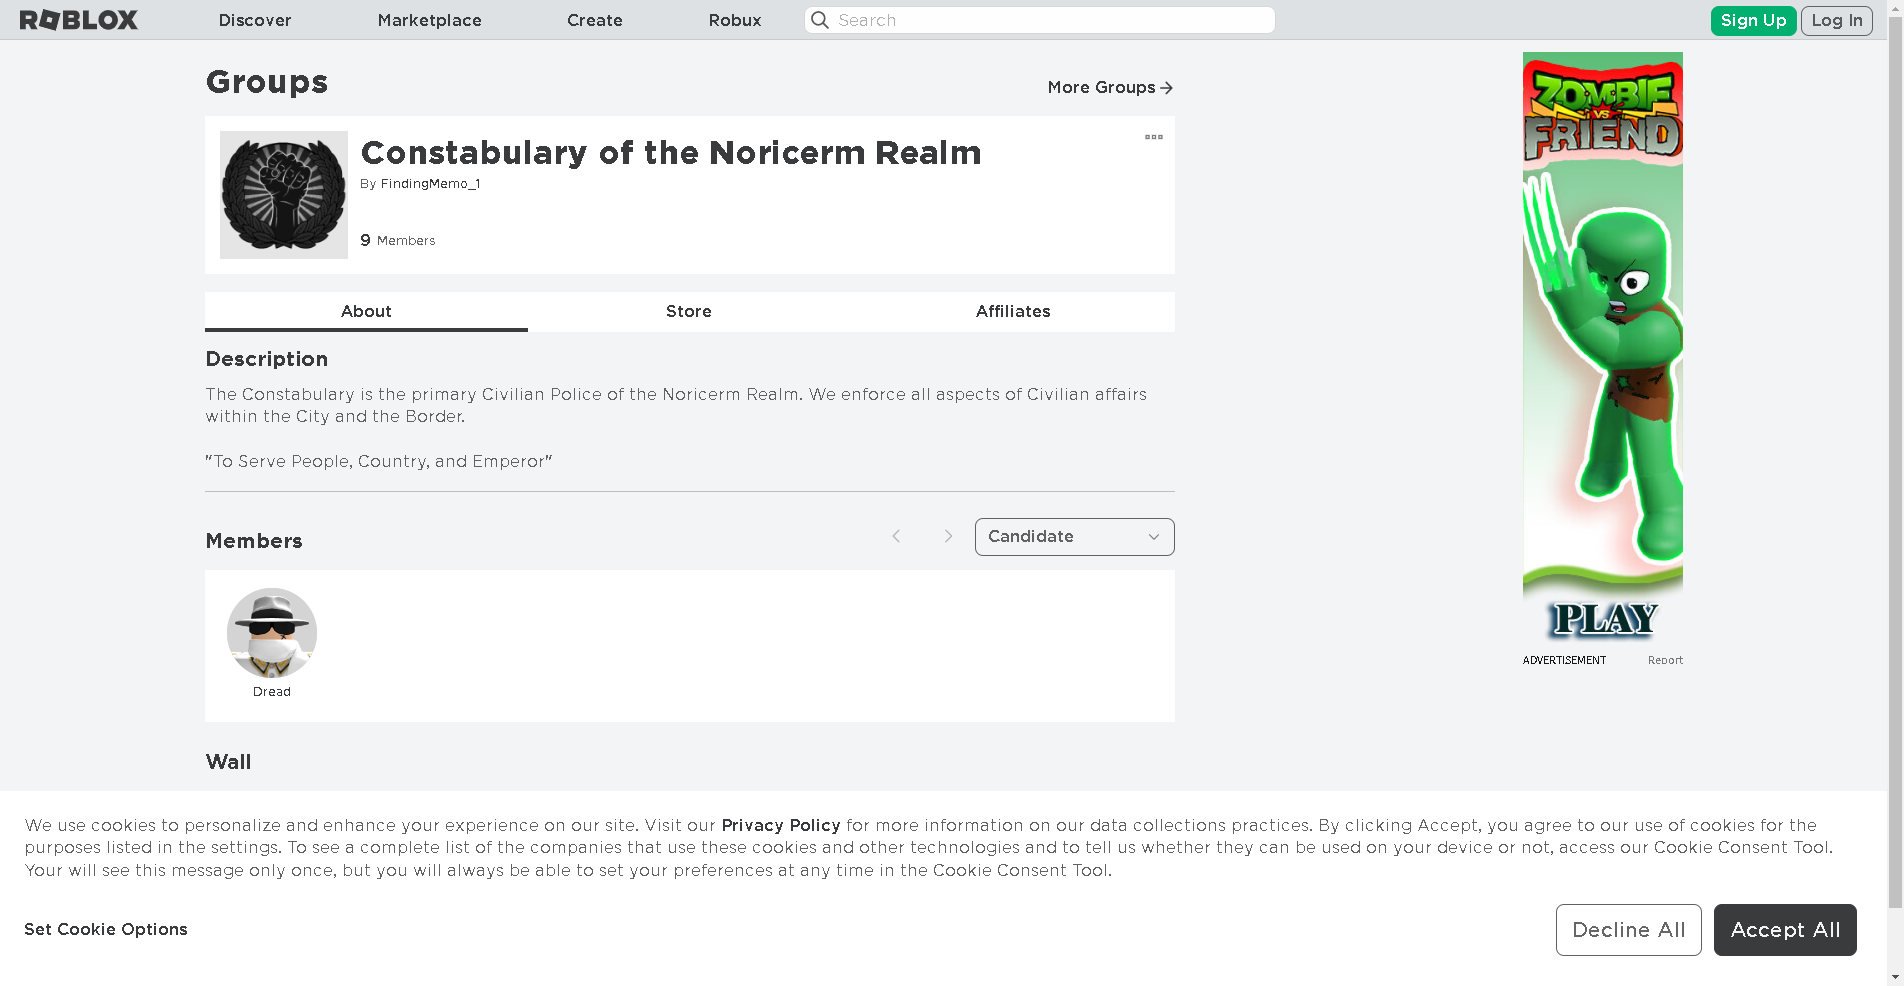 ROBLOX
Discover
Marketplace
Create
Robux
Search
Sign Up
Log In
Groups
More Groups
Constabulary of the Noricerm Realm
By FindingMemo_1
9 Members
About
Store
Affiliates
Description
The Constabulary is the primary Civilian Police of the Noricerm Realm. We enforce all aspects of Civilian affairs
within the City and the Border.
"To Serve People, Country, and Emperor"
Members
Candidate
Dread
Wall
ZOMBIE
VS
FRIEND
PLAY
ADVERTISEMENT
Report
We use cookies to personalize and enhance your experience on our site. Visit our Privacy Policy for more information on our data collections practices. By clicking Accept, you agree to our use of cookies for the
purposes listed in the settings. To see a complete list of the companies that use these cookies and other technologies and to tell us whether they can be used on your device or not, access our Cookie Consent Tool.
Your will see this message only once, but you will always be able to set your preferences at any time in the Cookie Consent Tool.
Set Cookie Options
Decline All
Accept All